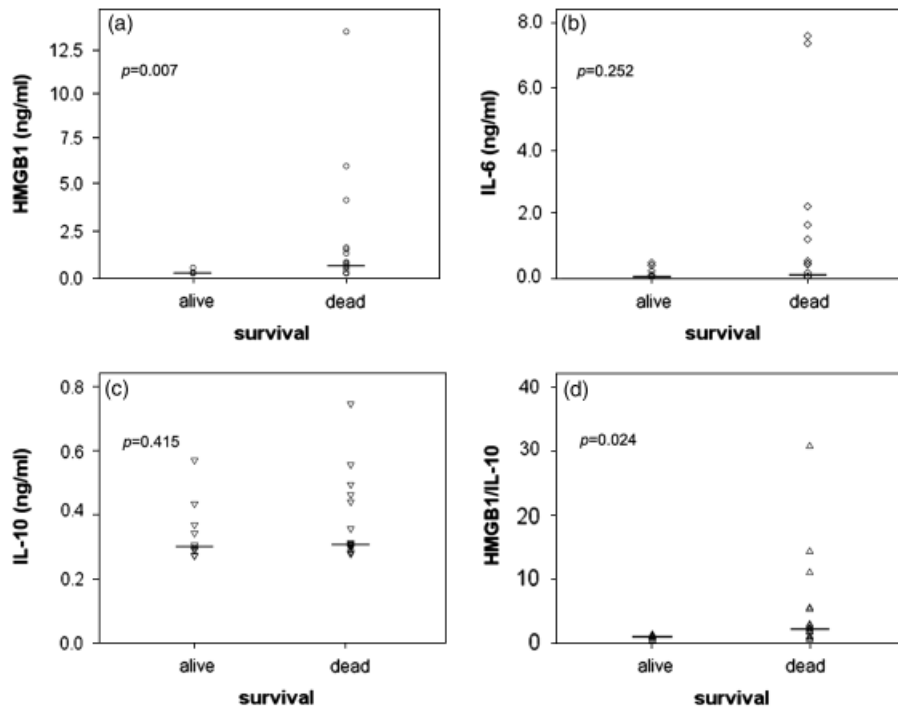 (a)
p=0.007
HMGB1 (ng/ml)
12.5
10.0
7.5
5.0
2.5
0.0
alive
dead
survival
(b)
p=0.252
IL-6 (ng/ml)
8.0
6.0
4.0
2.0
0.0
alive
dead
survival
(c)
p=0.415
IL-10 (ng/ml)
0.8
0.6
0.4
0.2
0.0
alive
dead
survival
(d)
p=0.024
HMGB1/IL-10
40
30
20
10
0
alive
dead
survival